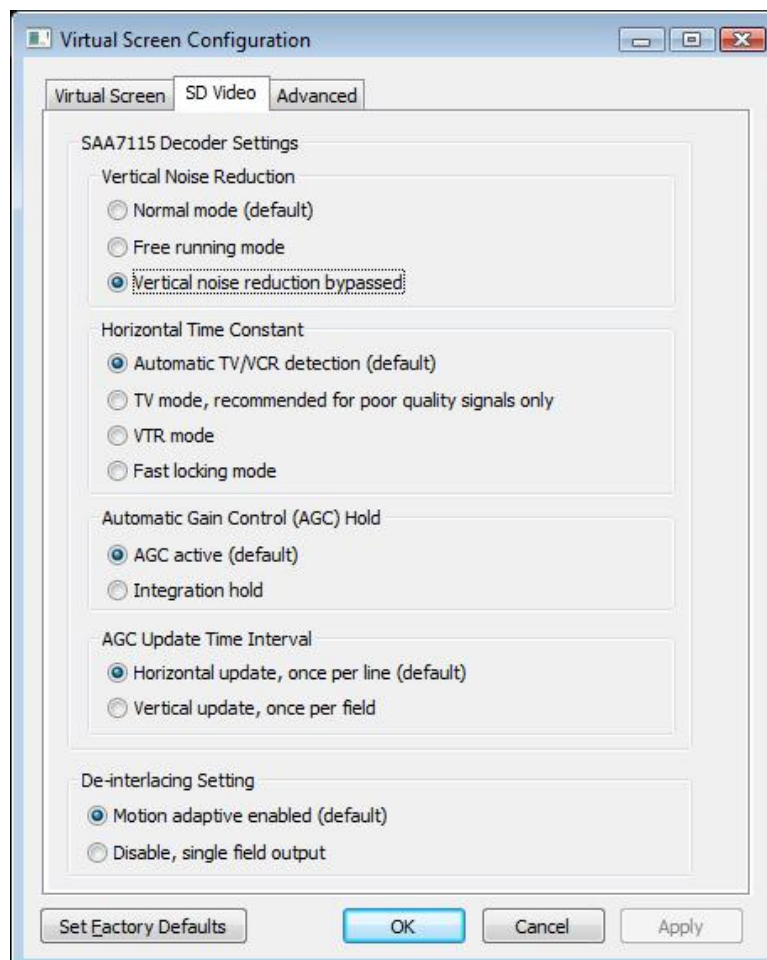 Virtual Screen Configuration
Virtual Screen SD Video Advanced
SAA7115 Decoder Settings
Vertical Noise Reduction
Normal mode (default)
Free running mode
Vertical noise reduction bypassed
Horizontal Time Constant
Automatic TV/VCR detection (default)
TV mode, recommended for poor quality signals only
VTR mode
Fast locking mode
Automatic Gain Control (AGC) Hold
AGC active (default)
Integration hold
AGC Update Time Interval
Horizontal update, once per line (default)
Vertical update, once per field
De-interlacing Setting
Motion adaptive enabled (default)
Disable, single field output
Set Factory Defaults OK Cancel Apply